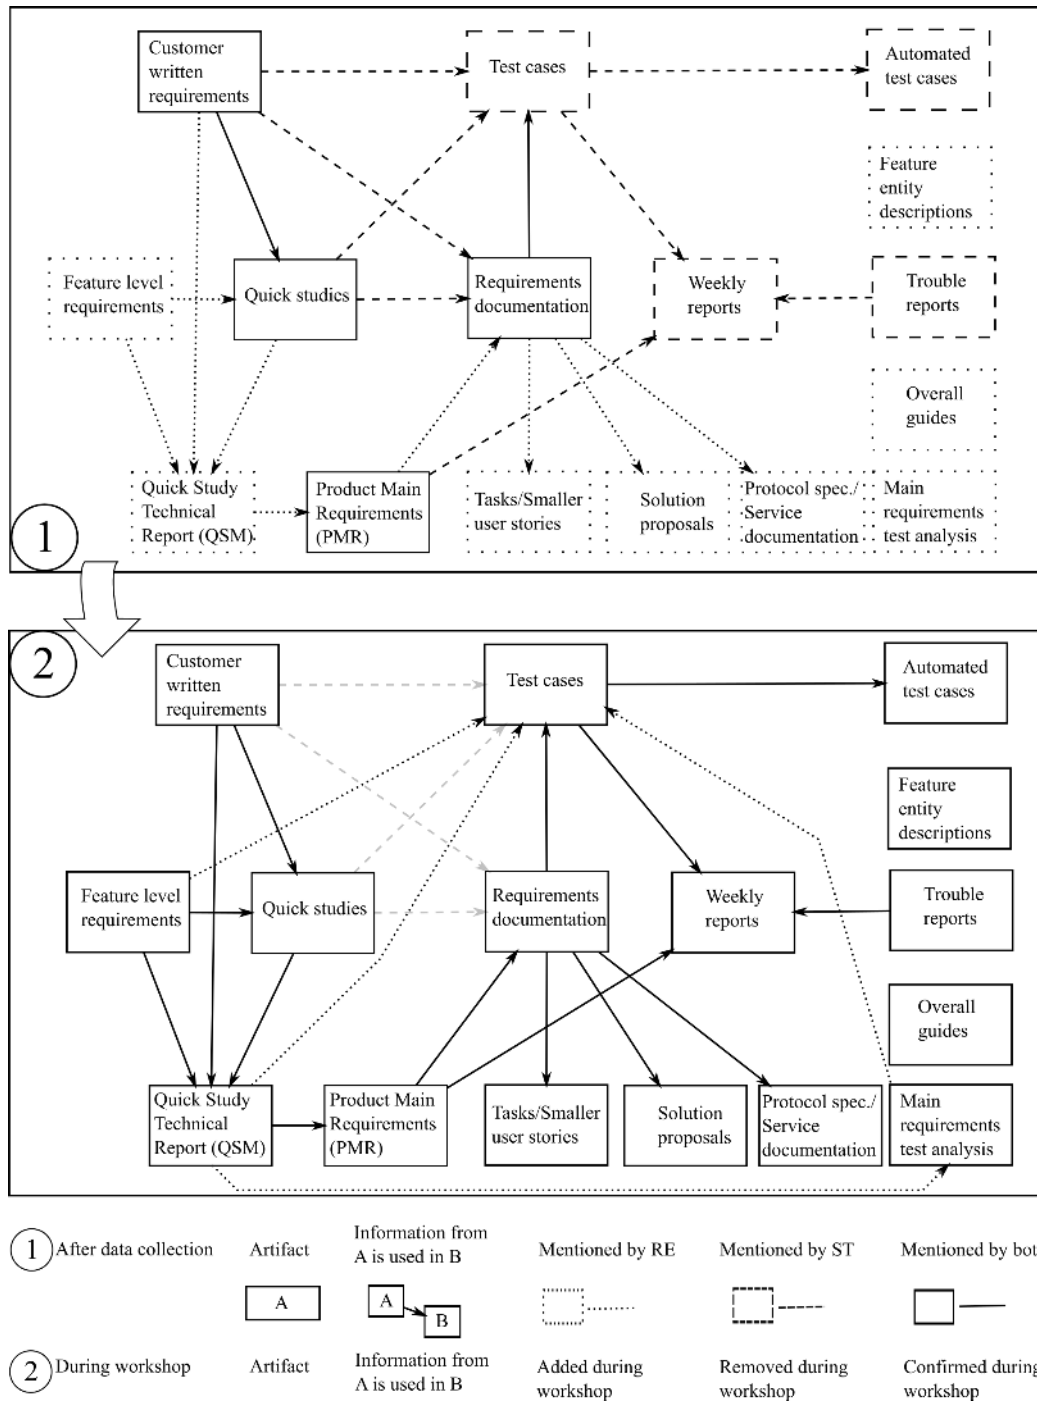 Customer
written
requirements
Test cases
Automated
test cases
Feature
entity
descriptions
Feature level
requirements
Quick studies
Requirements
documentation
Weekly
reports
Trouble
reports
Overall
guides
Quick Study
Technical
Report (QSM)
Product Main
Requirements
(PMR)
Tasks/Smaller
user stories
Solution
proposals
Protocol spec./
Service
documentation
Main
requirements
test analysis
1
2
Customer
written
requirements
Test cases
Automated
test cases
Feature
entity
descriptions
Feature level
requirements
Quick studies
Requirements
documentation
Weekly
reports
Trouble
reports
Overall
guides
Quick Study
Technical
Report (QSM)
Product Main
Requirements
(PMR)
Tasks/Smaller
user stories
Solution
proposals
Protocol spec./
Service
documentation
Main
requirements
test analysis
1 After data collection
Artifact
Information from
A is used in B
Mentioned by RE
Mentioned by ST
Mentioned by bot
A
A
B
2 During workshop
Artifact
Information from
A is used in B
Added during
workshop
Removed during
workshop
Confirmed during
workshop